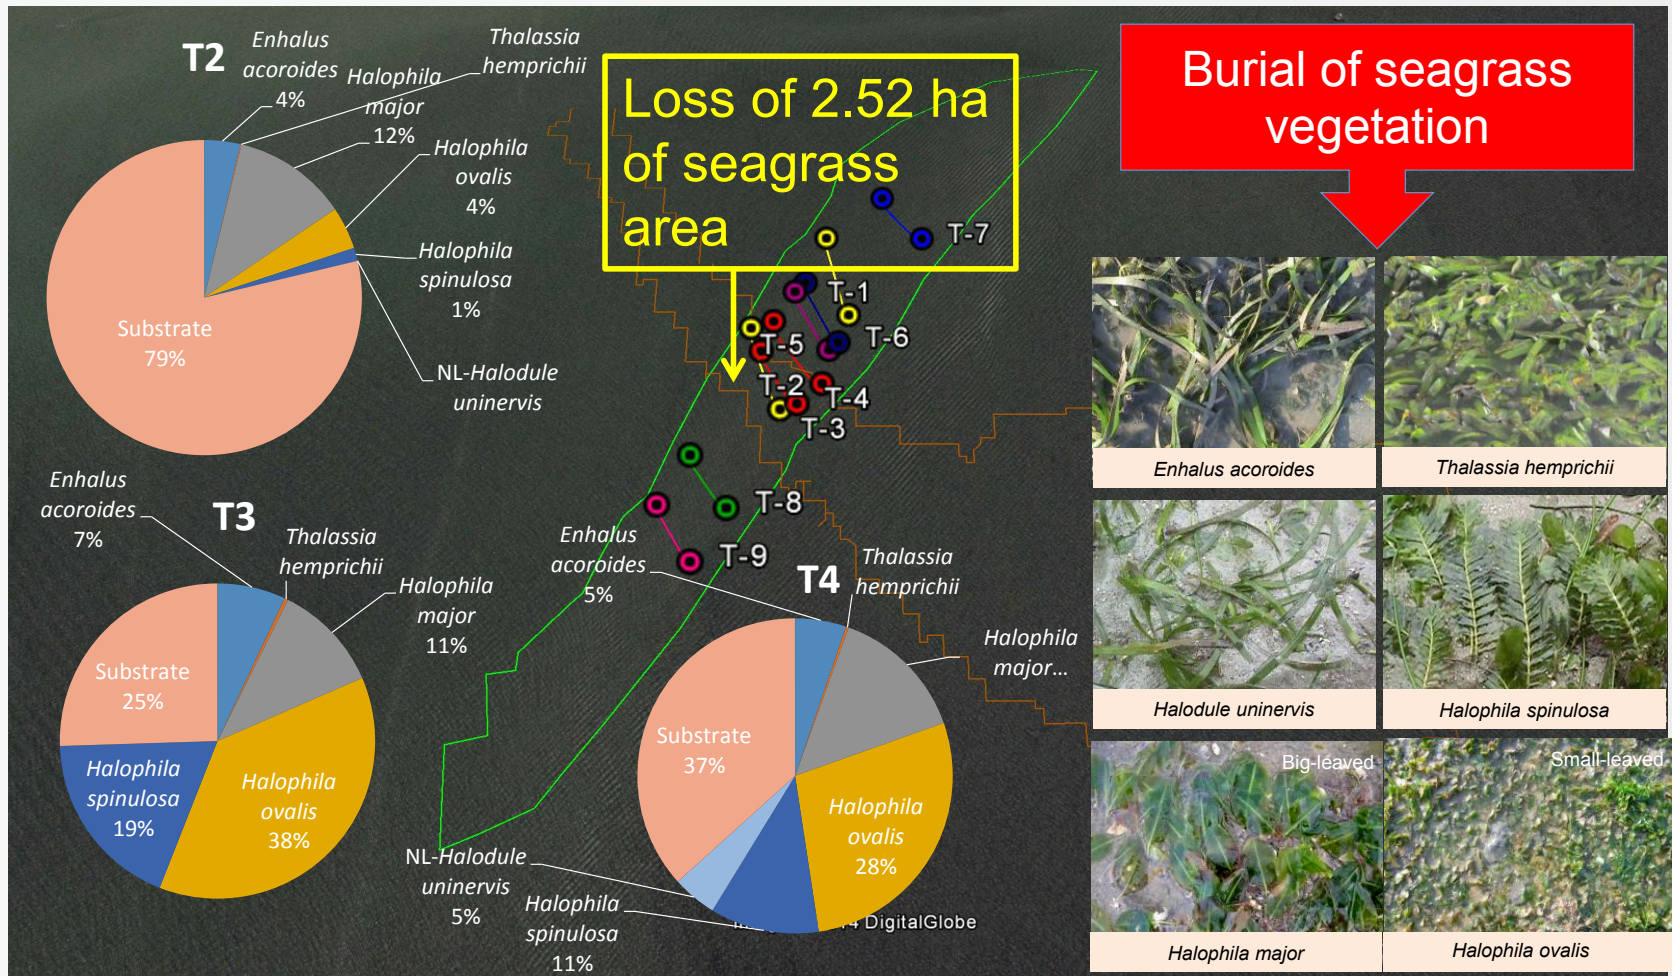 T2
Enhalus
acoroides
4%
Halophila
major
12%
Thalassia
hemprichii
Halophila
ovalis
4%
Halophila
spinulosa
1%
NL-Halodule
uninervis
Substrate
79%
Loss of 2.52 ha
of seagrass
area
Burial of seagrass
vegetation
T-7
T-1
T-6
T-5
T-2
T-4
T-3
T-8
T-9
T3
Enhalus
acoroides
7%
Thalassia
hemprichii
Halophila
major
11%
Substrate
25%
Halophila
spinulosa
19%
Halophila
ovalis
38%
T4
Enhalus
acoroides
5%
Thalassia
hemprichii
Halophila
major...
Substrate
37%
Halophila
ovalis
28%
NL-Halodule
uninervis
5%
Halophila
spinulosa
11%
DigitalGlobe
Enhalus acoroides
Thalassia hemprichii
Halodule uninervis
Halophila spinulosa
Big-leaved
Small-leaved
Halophila major
Halophila ovalis